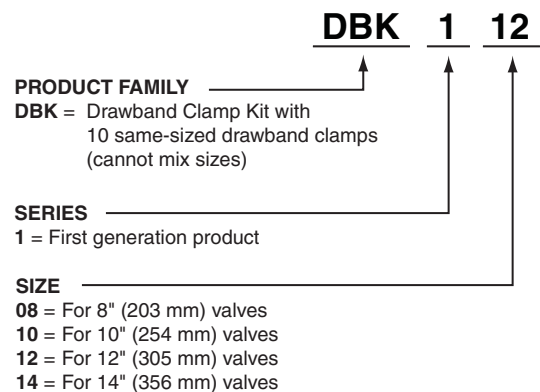 DBK 1 12
PRODUCT FAMILY
DBK = Drawband Clamp Kit with
10 same-sized drawband clamps
(cannot mix sizes)
SERIES
1 = First generation product
SIZE
08 = For 8" (203 mm) valves
10 = For 10" (254 mm) valves
12 = For 12" (305 mm) valves
14 = For 14" (356 mm) valves